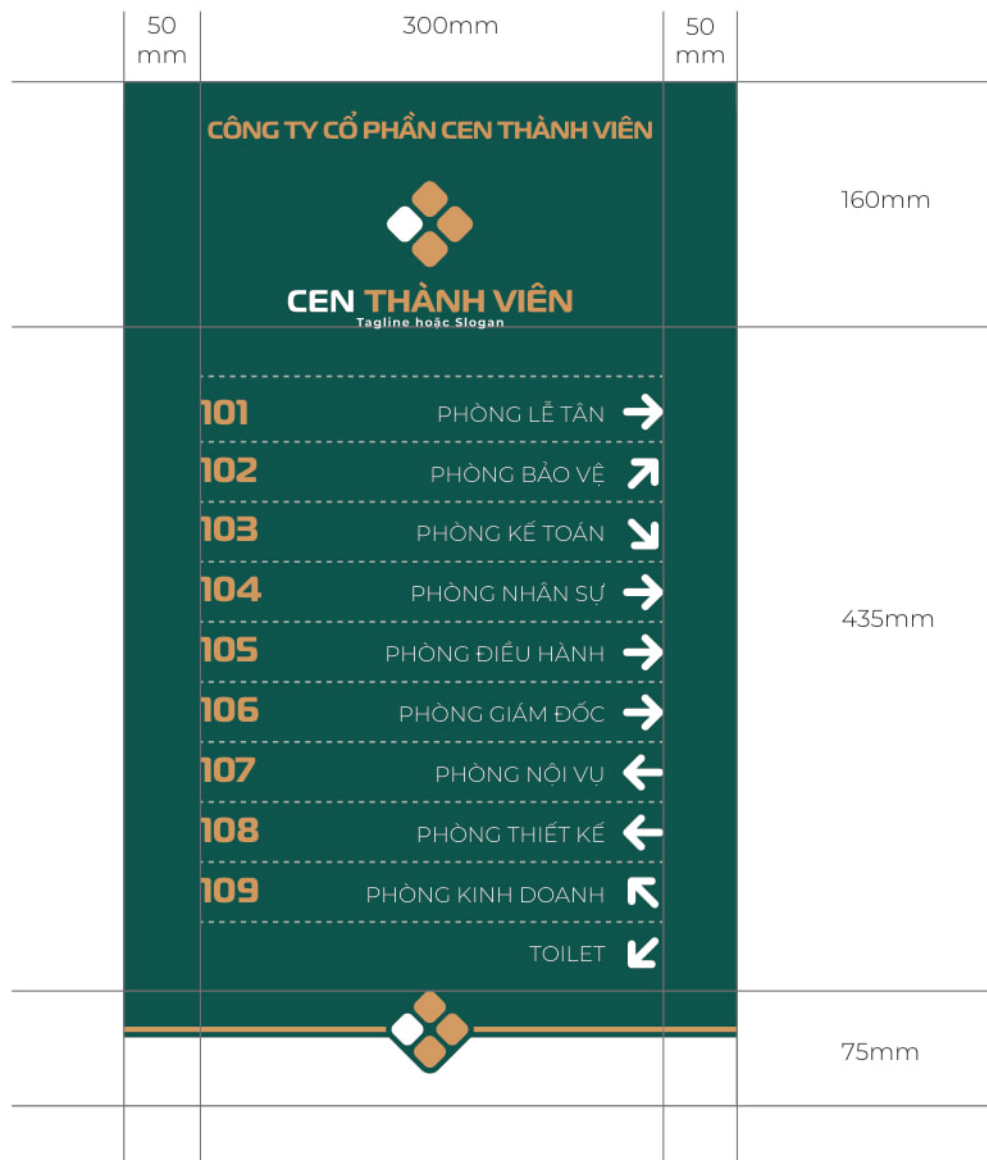 50
mm
300mm
50
mm
CÔNG TY CỔ PHẦN CEN THÀNH VIÊN
160mm
CEN THÀNH VIÊN
Tagline hoặc Slogan
101 PHÒNG LỄ TÂN
102 PHÒNG BẢO VỆ
103 PHÒNG KẾ TOÁN
104 PHÒNG NHÂN SỰ
435mm
105 PHÒNG ĐIỀU HÀNH
106 PHÒNG GIÁM ĐỐC
107 PHÒNG NỘI VỤ
108 PHÒNG THIẾT KẾ
109 PHÒNG KINH DOANH
TOILET
75mm